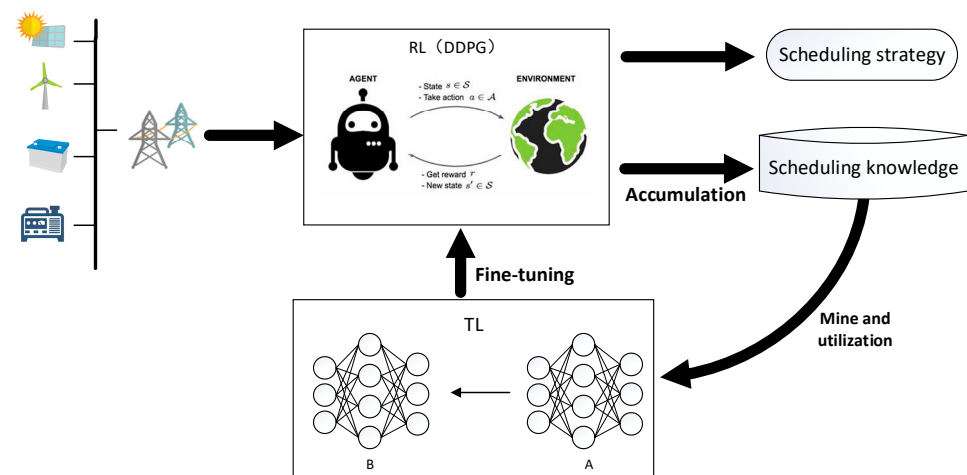 RL（DDPG）
AGENT
ENVIRONMENT
- State s ∈ S
- Take action a ∈ A
- Get reward r
- New state s′ ∈ S
Scheduling strategy
Scheduling knowledge
Accumulation
Fine-tuning
Mine and
utilization
TL
B
A